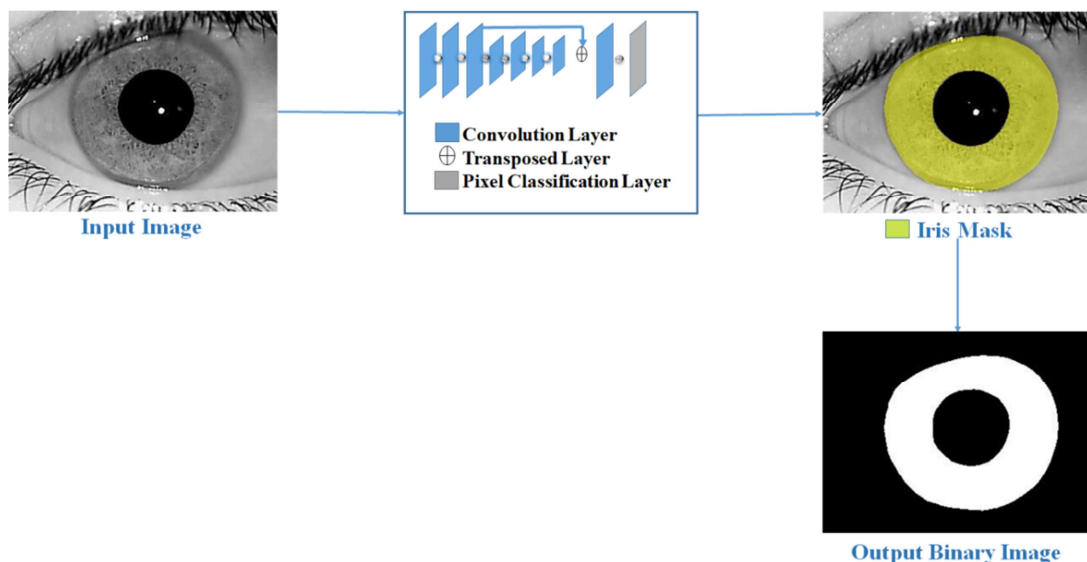 Input Image
Convolution Layer
Transposed Layer
Pixel Classification Layer
Iris Mask
Output Binary Image